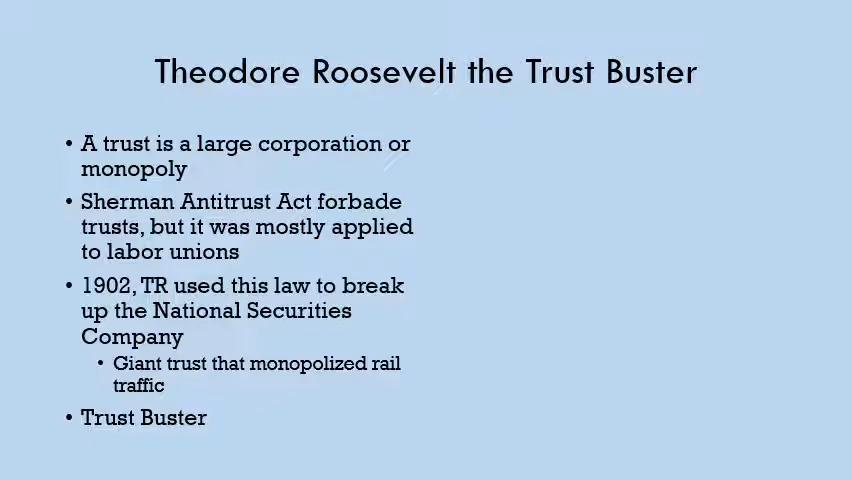 Theodore Roosevelt the Trust Buster
• A trust is a large corporation or
monopoly
• Sherman Antitrust Act forbade
trusts, but it was mostly applied
to labor unions
• 1902, TR used this law to break
up the National Securities
Company
• Giant trust that monopolized rail
traffic
• Trust Buster